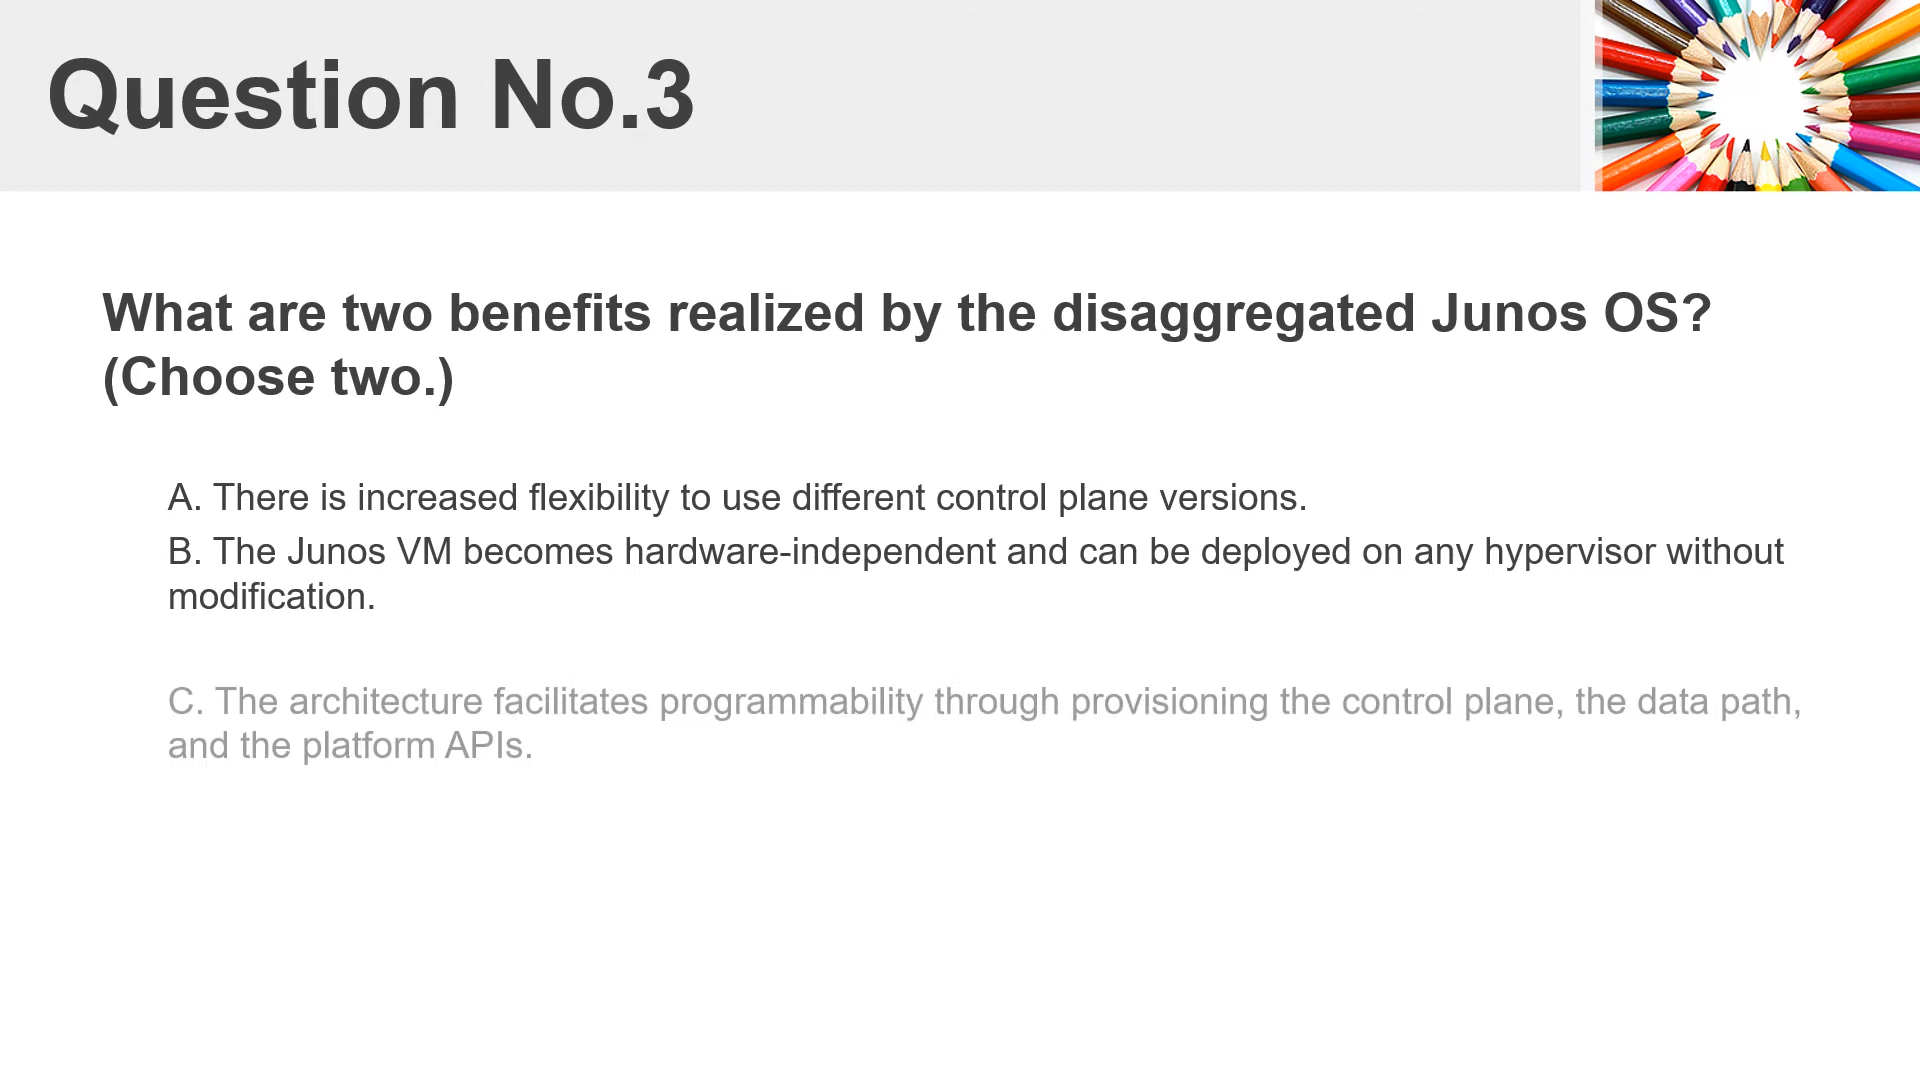 Question No.3
What are two benefits realized by the disaggregated Junos OS?
(Choose two.)
A. There is increased flexibility to use different control plane versions.
B. The Junos VM becomes hardware-independent and can be deployed on any hypervisor without
modification.
C. The architecture facilitates programmability through provisioning the control plane, the data path,
and the platform APIs.